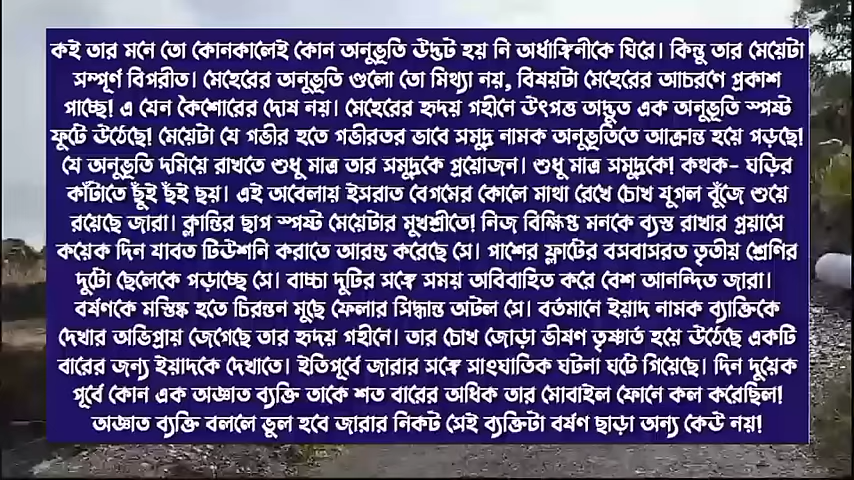 কই তার মনে তো কোনকালেই কোন অনুভূতি উদ্ভট হয় নি অর্ধাঙ্গিনীকে ঘিরে। কিন্তু তার মেয়েটা
সম্পূর্ণ বিপরীত। মেহেরের অনুভূতি গুলো তো মিথ্যা নয়, বিষয়টা মেহেরের আচরণে প্রকাশ
পাচ্ছে! এ যেন কৈশোরের দোষ নয়। মেহেরের হৃদয় গহীনে উৎপত্ত অদ্ভুত এক অনুভূতি স্পষ্ট
ফুটে উঠেছে! মেয়েটা যে গভীর হতে গভীরতর ভাবে সমুদ্র নামক অনুভূতিতে আক্রান্ত হয়ে পড়ছে!
যে অনুভূতি দমিয়ে রাখতে শুধু মাত্র তার সমুদ্রকে প্রয়োজন। শুধু মাত্র সমুদ্রকে! কথক- ঘড়ির
কাঁটাতে ছুঁই ছুঁই ছয়। এই অবেলায় ইসরাত বেগমের কোলে মাথা রেখে চোখ যুগল বুঁজে শুয়ে
রয়েছে জারা। ক্লান্তির ছাপ স্পষ্ট মেয়েটার মুখশ্রীতে! নিজ বিক্ষিপ্ত মনকে ব্যস্ত রাখার প্রয়াসে
কয়েক দিন যাবত টিউশনি করাতে আরম্ভ করেছে সে। পাশের ফ্লাটের বসবাসরত তৃতীয় শ্রেণির
দুটো ছেলেকে পড়াচ্ছে সে। বাচ্চা দুটির সঙ্গে সময় অবিবাহিত করে বেশ আনন্দিত জারা।
বর্ষণকে মস্তিষ্ক হতে চিরন্তন মুছে ফেলার সিদ্ধান্ত অটল সে। বর্তমানে ইয়াদ নামক ব্যাক্তিকে
দেখার অভিপ্রায় জেগেছে তার হৃদয় গহীনে। তার চোখ জোড়া ভীষণ তৃষ্ণার্ত হয়ে উঠেছে একটি
বারের জন্য ইয়াদকে দেখাতে। ইতিপূর্বে জারার সঙ্গে সাংঘাতিক ঘটনা ঘটে গিয়েছে। দিন দুয়েক
পূর্বে কোন এক অজ্ঞাত ব্যক্তি তাকে শত বারের অধিক তার মোবাইল ফোনে কল করেছিল!
অজ্ঞাত ব্যক্তি বললে ভুল হবে জারার নিকট সেই ব্যক্তিটা বর্ষণ ছাড়া অন্য কেউ নয়!